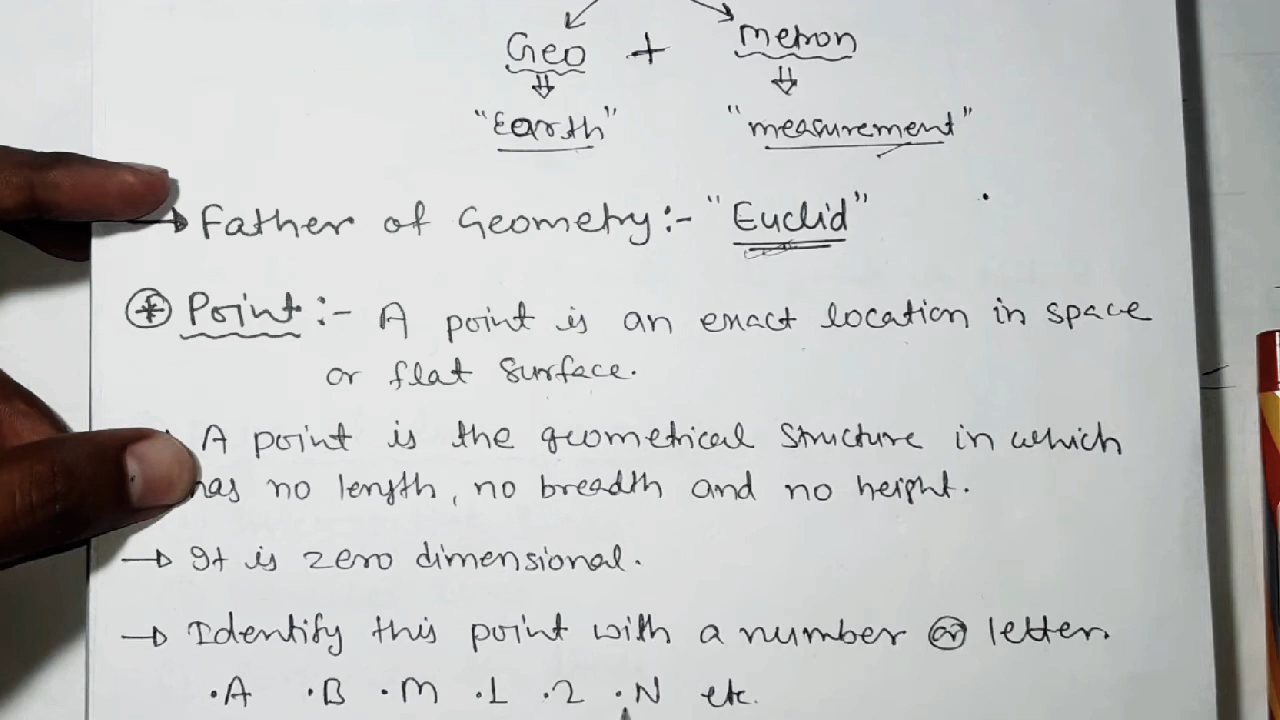 Geo + metron
"Earth" "measurement"
→ Father of Geometry:- "Euclid"
* Point:- A point is an exact location in space
or flat surface.
A point is the geometrical structure in which
has no length, no breadth and no height.
→ It is zero dimensional.
→ Identify this point with a number or letter.
.A .B .M .1 .2 .N etc.